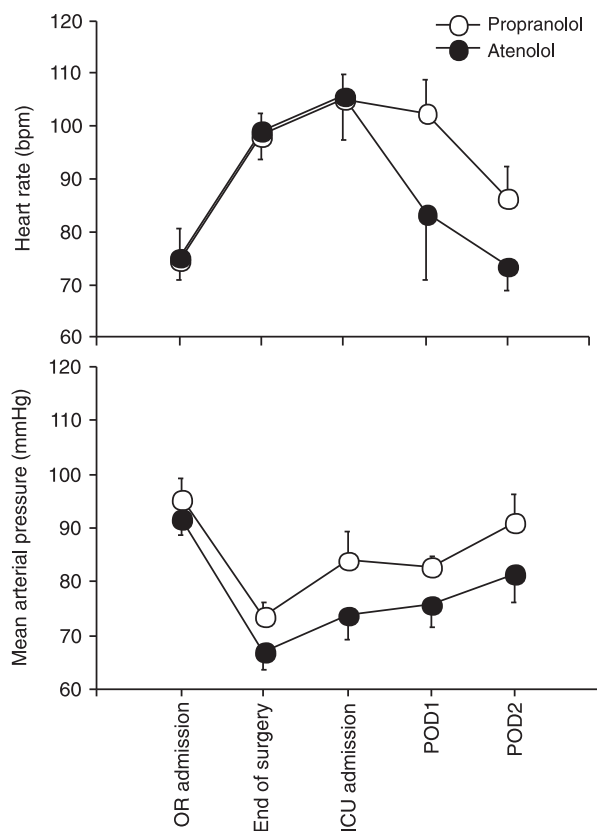 Propranolol
Atenolol
Heart rate (bpm)
120
110
100
90
80
70
60
Mean arterial pressure (mmHg)
120
110
100
90
80
70
60
OR admission
End of surgery
ICU admission
POD1
POD2